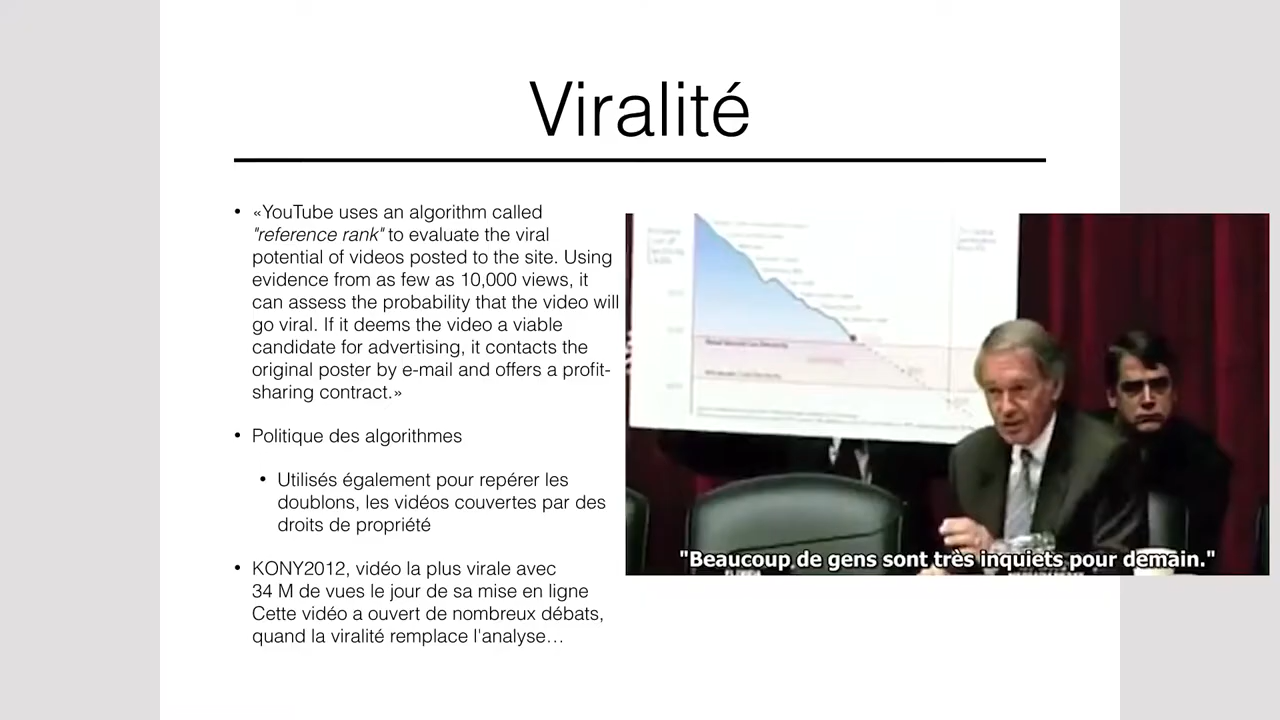 Viralité
• «YouTube uses an algorithm called
"reference rank" to evaluate the viral
potential of videos posted to the site. Using
evidence from as few as 10,000 views, it
can assess the probability that the video will
go viral. If it deems the video a viable
candidate for advertising, it contacts the
original poster by e-mail and offers a profit-
sharing contract.»
• Politique des algorithmes
• Utilisés également pour repérer les
doublons, les vidéos couvertes par des
droits de propriété
• KONY2012, vidéo la plus virale avec
34 M de vues le jour de sa mise en ligne
Cette vidéo a ouvert de nombreux débats,
quand la viralité remplace l'analyse…
"Beaucoup de gens sont très inquiets pour demain."